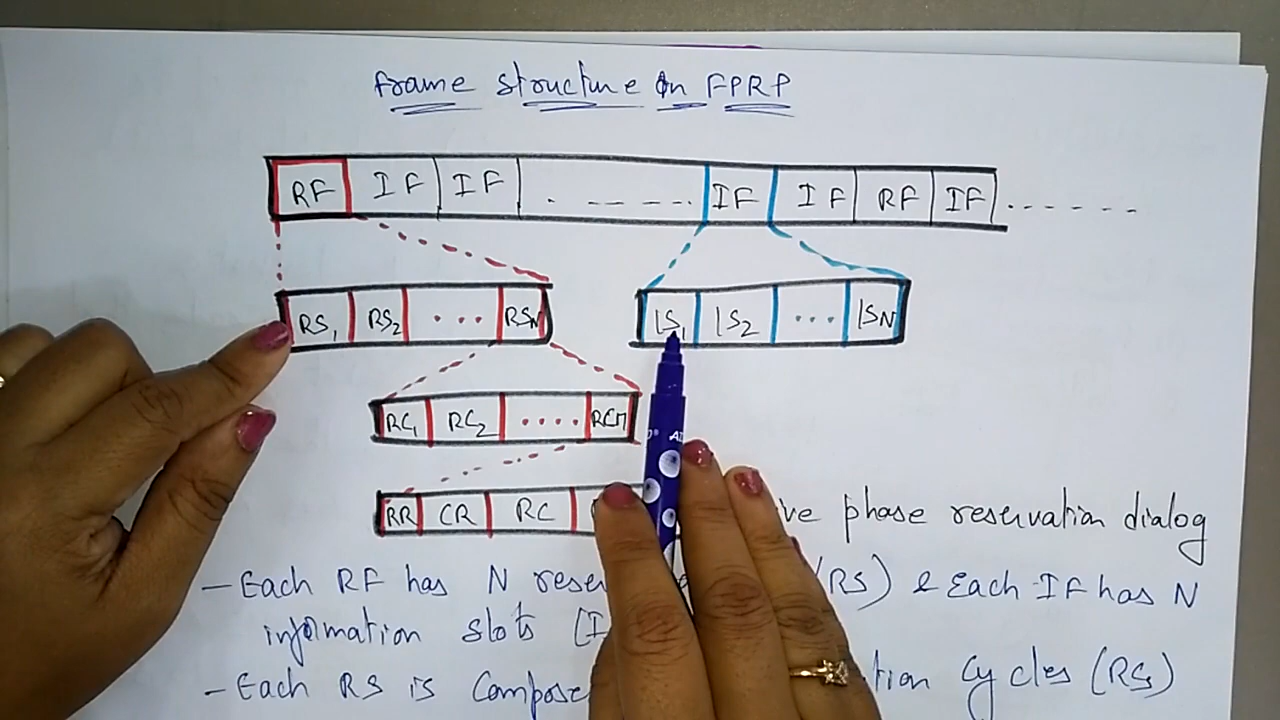 Frame structure in FPRP
RF IF IF . - - - - .. IF IF RF IF .......
RS1 RS2 ... RSN IS1 IS2 ... ISN
RC1 RC2 .... RCM
RR CR RC
phase reservation dialog
- Each RF has N (RS) & Each IF has N
information slots
- Each RS is Cycles (RCs)